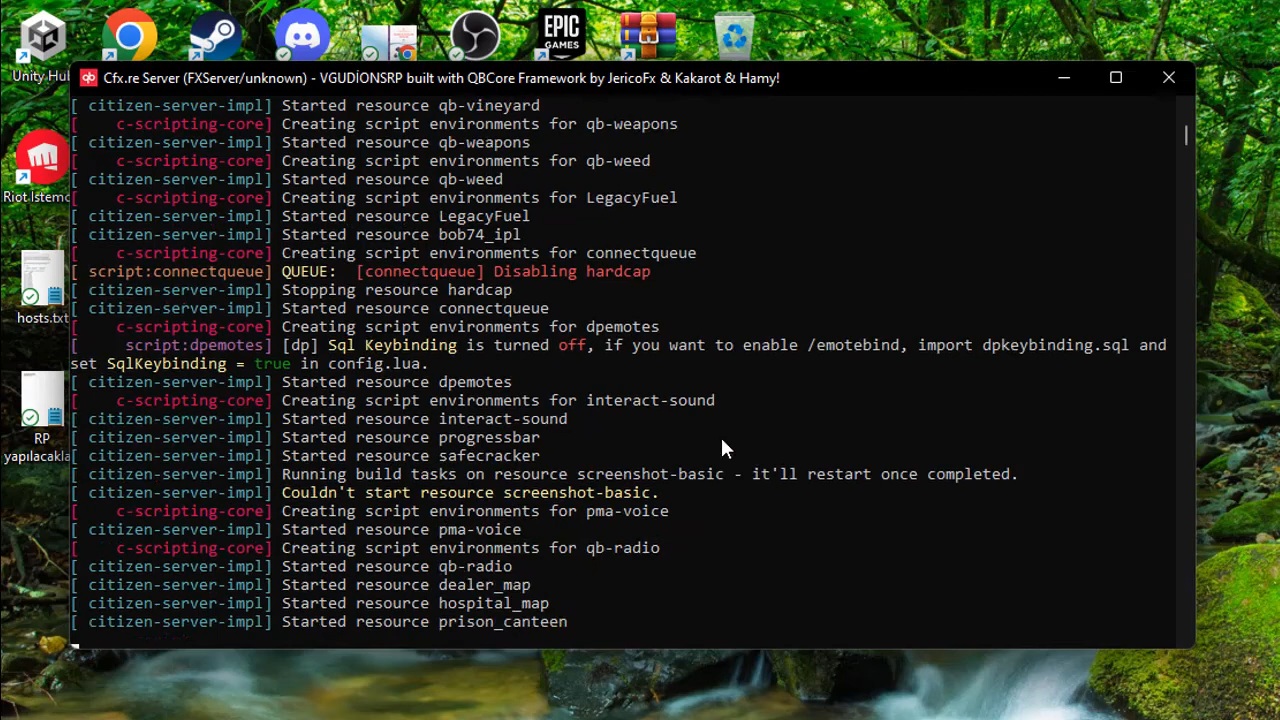 EPIC
GAMES
Unity Hub
Cfx.re Server (FXServer/unknown) - VGUDİONSRP built with QBCore Framework by JericoFx & Kakarot & Hamy!
[ citizen-server-impl] Started resource qb-vineyard
[ c-scripting-core] Creating script environments for qb-weapons
[ citizen-server-impl] Started resource qb-weapons
[ c-scripting-core] Creating script environments for qb-weed
[ citizen-server-impl] Started resource qb-weed
[ c-scripting-core] Creating script environments for LegacyFuel
[ citizen-server-impl] Started resource LegacyFuel
[ citizen-server-impl] Started resource bob74_ipl
[ c-scripting-core] Creating script environments for connectqueue
[ script:connectqueue] QUEUE: [connectqueue] Disabling hardcap
[ citizen-server-impl] Stopping resource hardcap
[ citizen-server-impl] Started resource connectqueue
[ c-scripting-core] Creating script environments for dpemotes
[ script:dpemotes] [dp] Sql Keybinding is turned off, if you want to enable /emotebind, import dpkeybinding.sql and
set SqlKeybinding = true in config.lua.
[ citizen-server-impl] Started resource dpemotes
[ c-scripting-core] Creating script environments for interact-sound
[ citizen-server-impl] Started resource interact-sound
[ citizen-server-impl] Started resource progressbar
[ citizen-server-impl] Started resource safecracker
[ citizen-server-impl] Running build tasks on resource screenshot-basic - it'll restart once completed.
[ citizen-server-impl] Couldn't start resource screenshot-basic.
[ c-scripting-core] Creating script environments for pma-voice
[ citizen-server-impl] Started resource pma-voice
[ c-scripting-core] Creating script environments for qb-radio
[ citizen-server-impl] Started resource qb-radio
[ citizen-server-impl] Started resource dealer_map
[ citizen-server-impl] Started resource hospital_map
[ citizen-server-impl] Started resource prison_canteen
Riot İstemc
hosts.txt
RP
yapılacakla